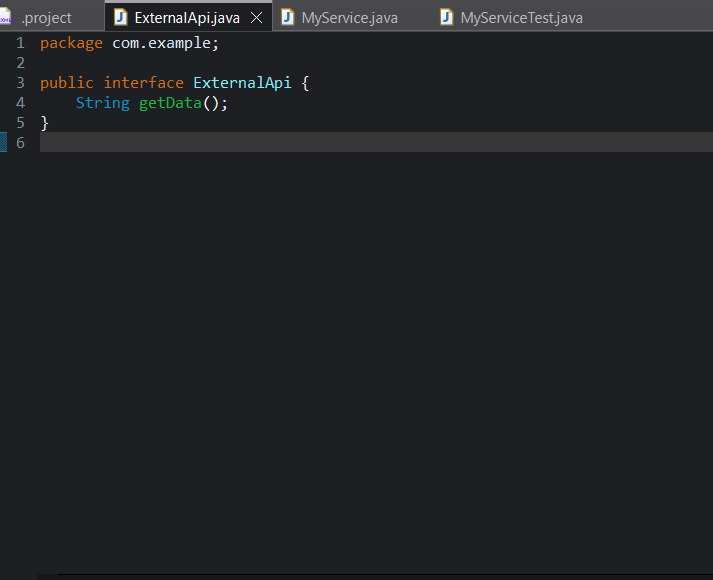 .project ExternalApi.java MyService.java MyServiceTest.java
1 package com.example;
2
3 public interface ExternalApi {
4     String getData();
5 }
6